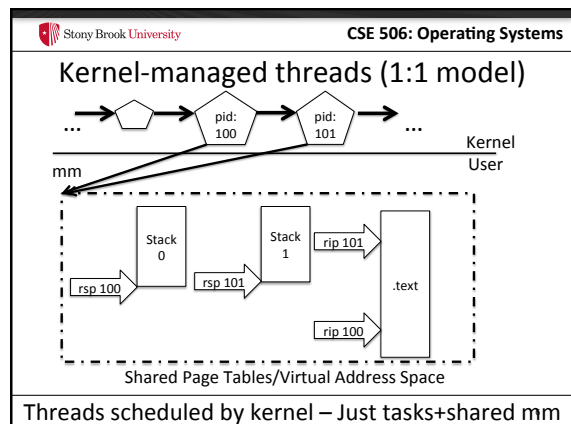 Stony Brook University
CSE 506: Operating Systems
Kernel-managed threads (1:1 model)
...
pid:
100
pid:
101
...
Kernel
User
mm
Stack
0
Stack
1
rip 101
rsp 100
rsp 101
.text
rip 100
Shared Page Tables/Virtual Address Space
Threads scheduled by kernel – Just tasks+shared mm